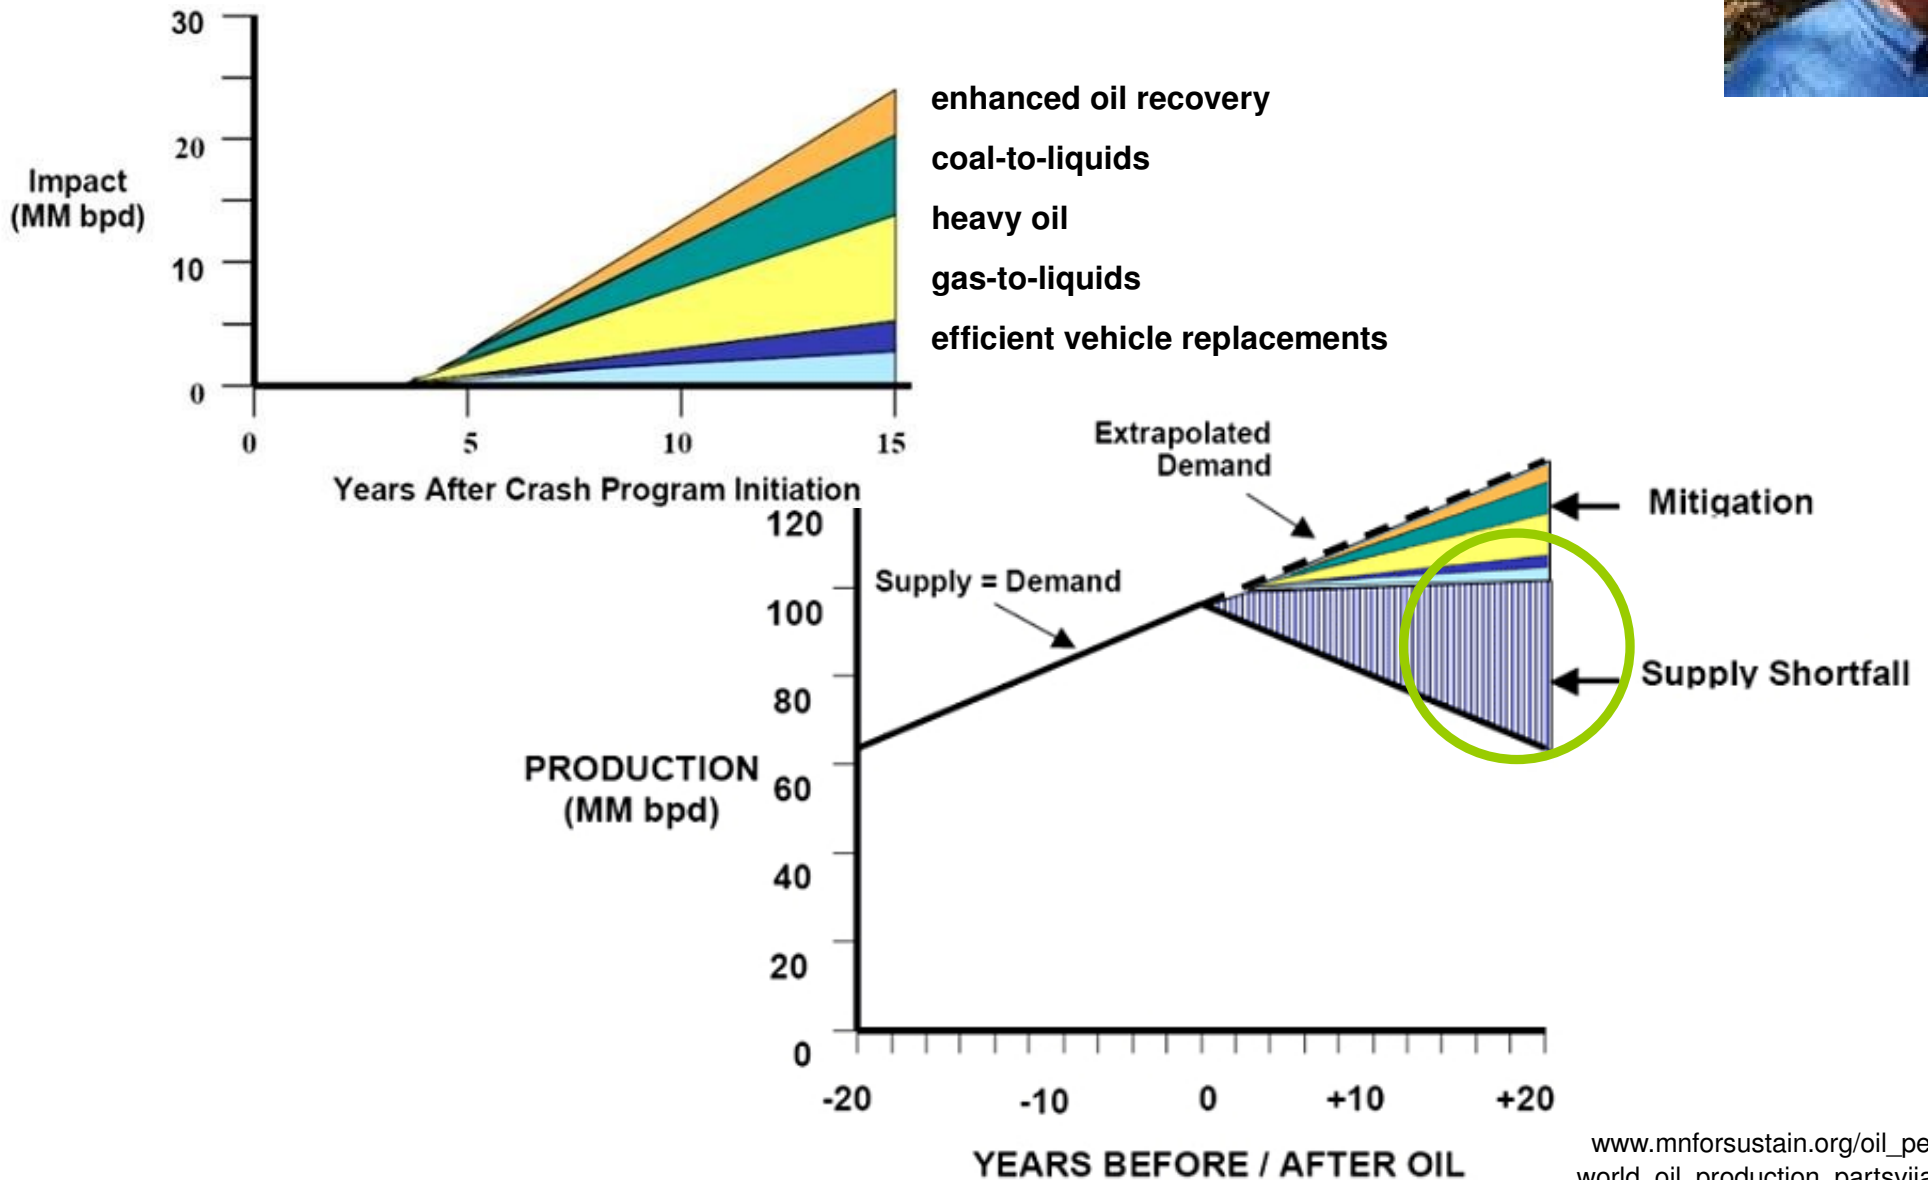 30
20
10
0
Impact
(MM bpd)
enhanced oil recovery
coal-to-liquids
heavy oil
gas-to-liquids
efficient vehicle replacements
0 5 10 15
Years After Crash Program Initiation
Extrapolated
Demand
Mitigation
Supply = Demand
Supply Shortfall
PRODUCTION
(MM bpd)
120
100
80
60
40
20
0
-20 -10 0 +10 +20
YEARS BEFORE / AFTER OIL
www.mnforsustain.org/oil_pe